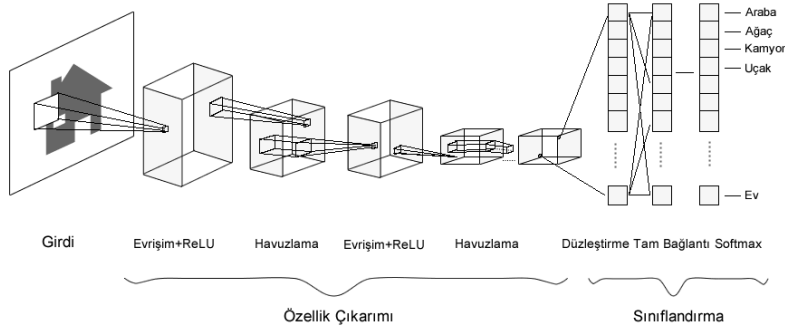 Araba
Ağaç
Kamyon
Uçak
Ev
Girdi
Evrişim+ReLU
Havuzlama
Evrişim+ReLU
Havuzlama
Düzleştirme Tam Bağlantı Softmax
Özellik Çıkarımı
Sınıflandırma